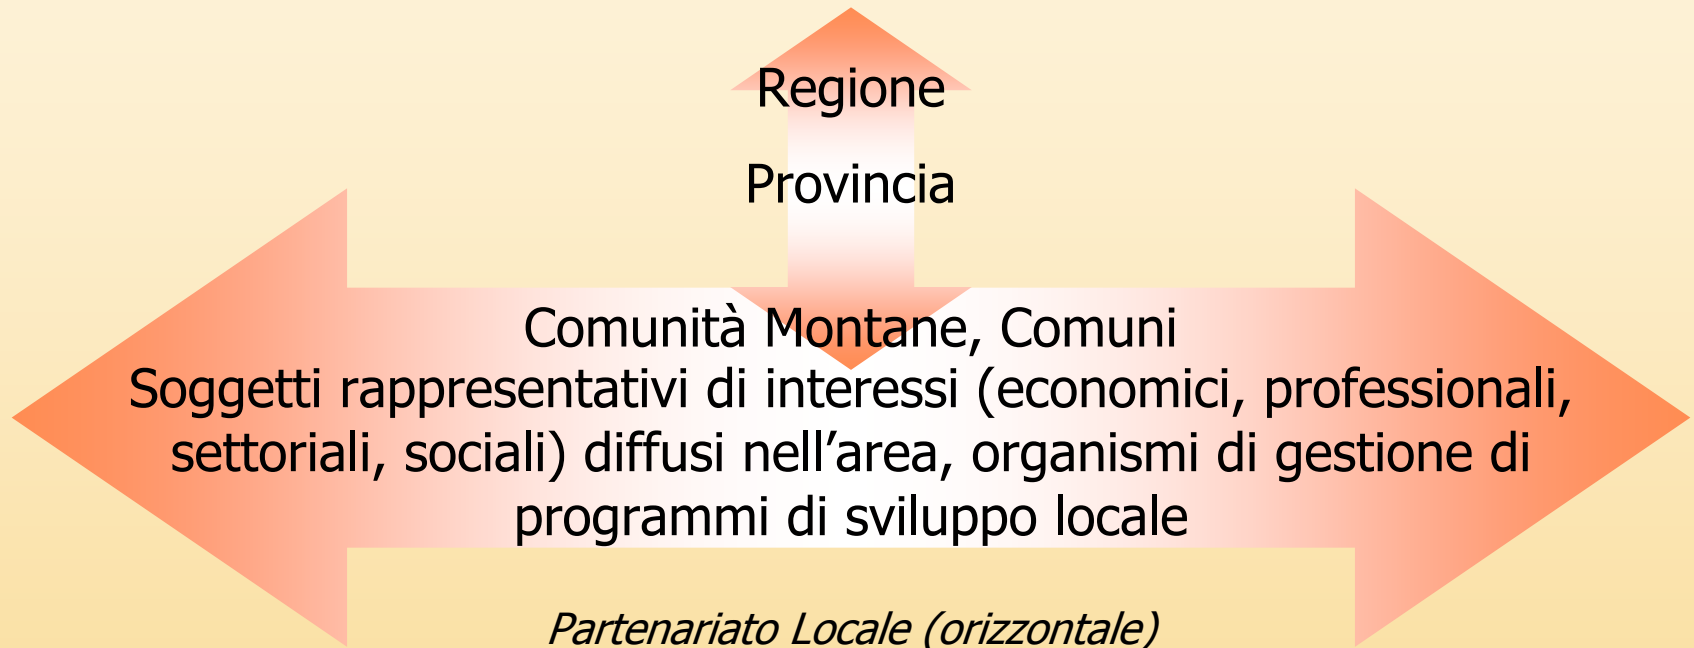 Regione
Provincia
Comunità Montane, Comuni
Soggetti rappresentativi di interessi (economici, professionali,
settoriali, sociali) diffusi nell’area, organismi di gestione di
programmi di sviluppo locale
Partenariato Locale (orizzontale)